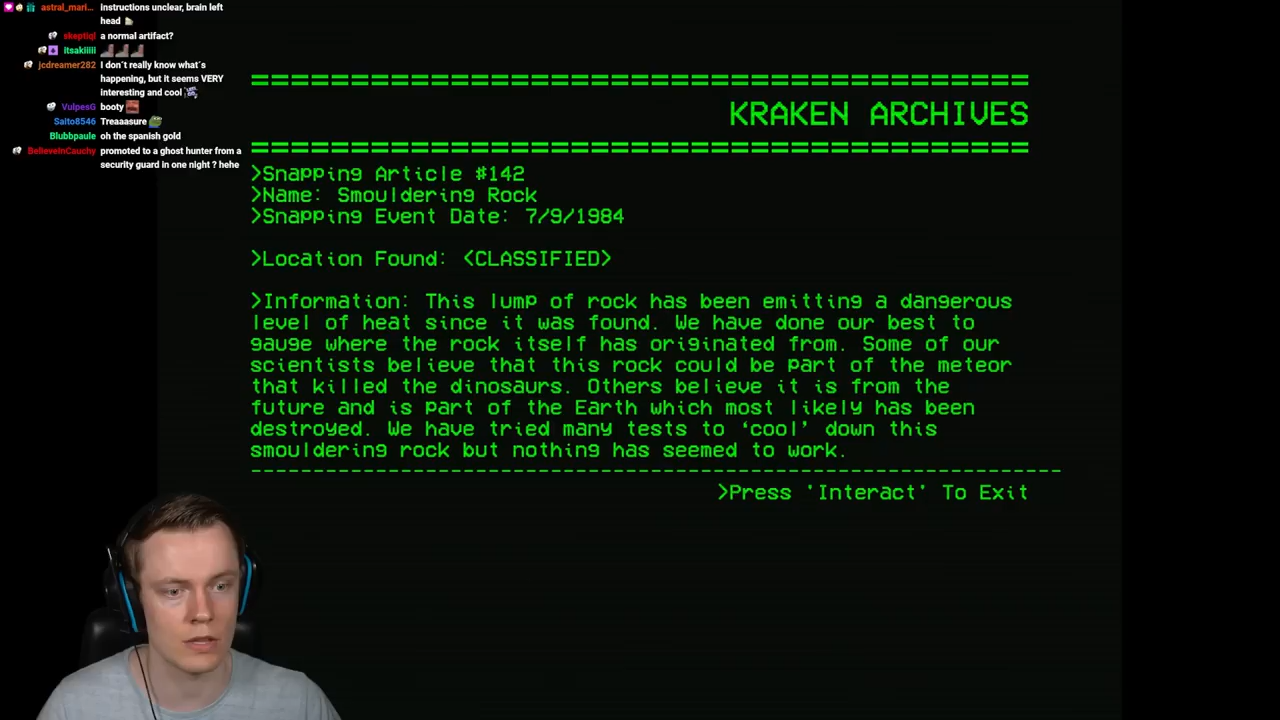 astral_mari... instructions unclear, brain left
head
skeptiql a normal artifact?
itsakiiiii
jcdreamer282 I don´t really know what´s
happening, but it seems VERY
interesting and cool
VulpesG booty
Salto8546 Treaaasure
Blubbpaule oh the spanish gold
BelieveInCauchy promoted to a ghost hunter from a
security guard in one night ? hehe
KRAKEN ARCHIVES
>Snapping Article #142
>Name: Smouldering Rock
>Snapping Event Date: 7/9/1984
>Location Found: <CLASSIFIED>
>Information: This lump of rock has been emitting a dangerous
level of heat since it was found. We have done our best to
gauge where the rock itself has originated from. Some of our
scientists believe that this rock could be part of the meteor
that killed the dinosaurs. Others believe it is from the
future and is part of the Earth which most likely has been
destroyed. We have tried many tests to ‘cool’ down this
smouldering rock but nothing has seemed to work.
>Press 'Interact' To Exit